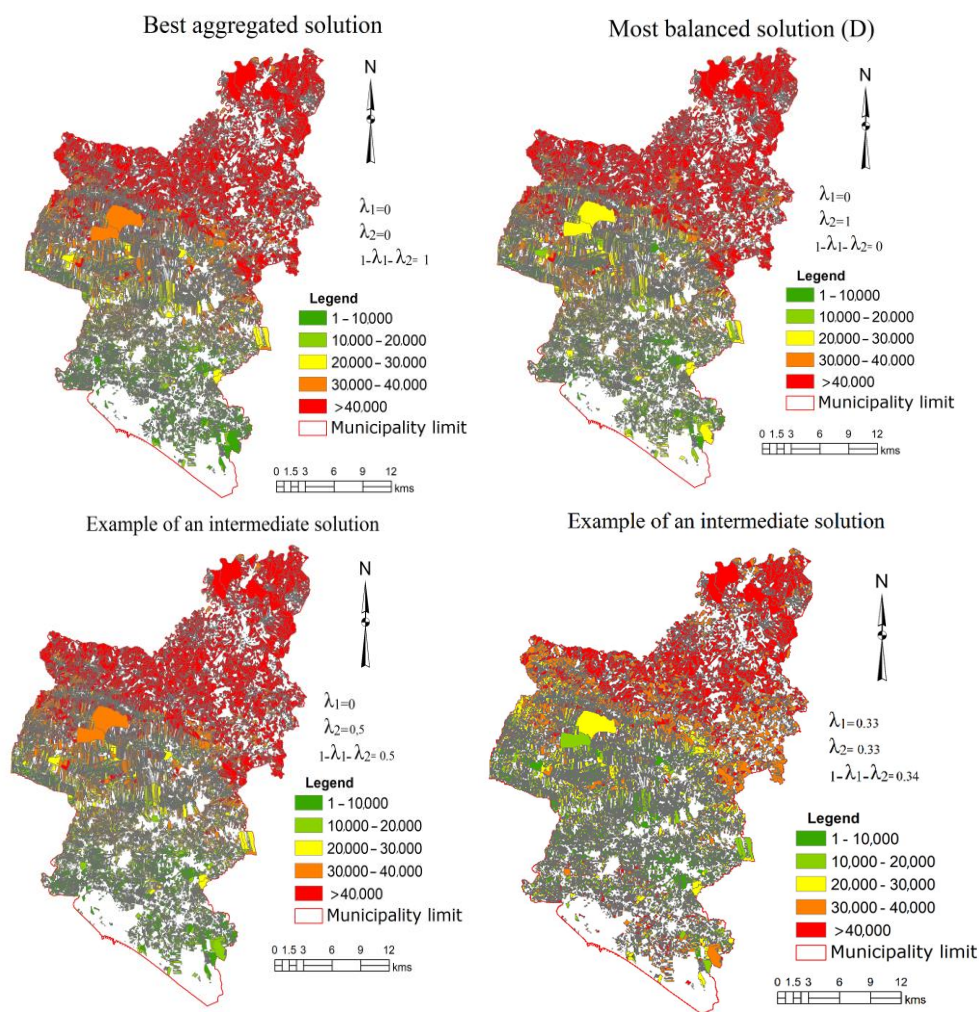 Best aggregated solution
N
λ1=0
λ2=0
1-λ1-λ2= 1
Legend
1 – 10,000
10.000 – 20.000
20.000 – 30.000
30.000 – 40.000
>40.000
Municipality limit
0 1.5 3 6 9 12
kms
Most balanced solution (D)
N
λ1=0
λ2=1
1-λ1-λ2= 0
Legend
1 – 10,000
10.000 – 20.000
20.000 – 30.000
30.000 – 40.000
>40.000
Municipality limit
0 1.5 3 6 9 12
kms
Example of an intermediate solution
N
λ1=0
λ2=0,5
1-λ1-λ2= 0.5
Legend
1 – 10,000
10.000 – 20.000
20.000 – 30.000
30.000 – 40.000
>40.000
Municipality limit
0 1.5 3 6 9 12
kms
Example of an intermediate solution
N
λ1=0.33
λ2=0.33
1-λ1-λ2= 0.34
Legend
1 - 10,000
10,000 - 20,000
20,000 - 30,000
30,000 - 40,000
>40,000
Municipality limit
0 1.5 3 6 9 12
kms